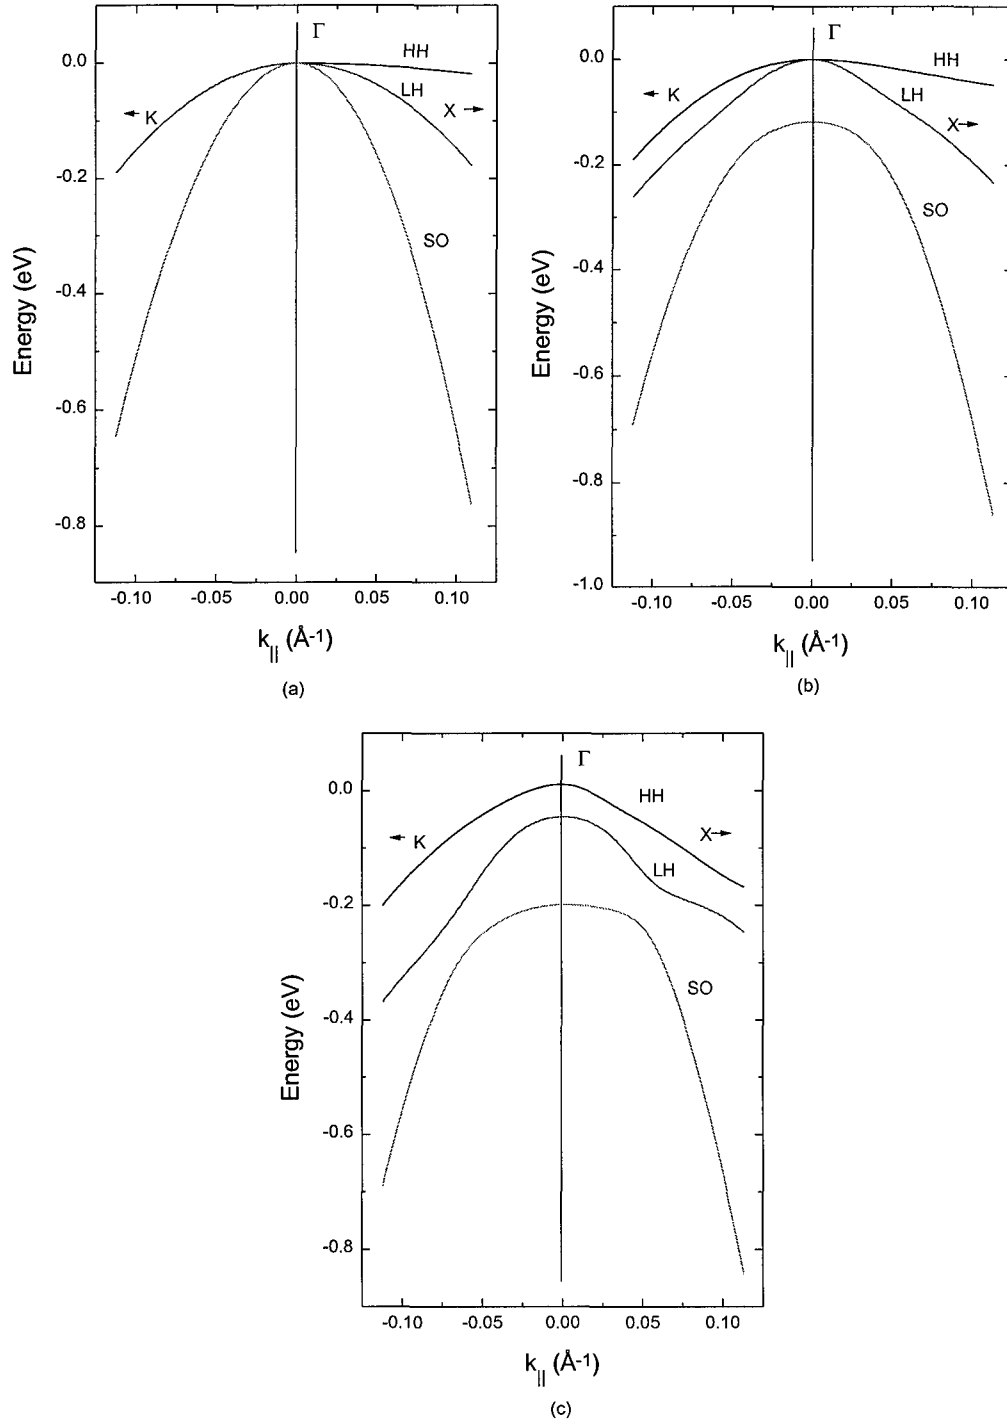 Γ
HH
0.0
LH
K
X
-0.2
SO
-0.4
-0.6
-0.8
Energy (eV)
-0.10 -0.05 0.00 0.05 0.10
k|| (Å-1)
(a)
Γ
HH
0.0
K
LH
X
-0.2
SO
-0.4
-0.6
-0.8
-1.0
Energy (eV)
-0.10 -0.05 0.00 0.05 0.10
k|| (Å-1)
(b)
Γ
0.0
HH
K
X
LH
-0.2
SO
-0.4
-0.6
-0.8
Energy (eV)
-0.10 -0.05 0.00 0.05 0.10
k|| (Å-1)
(c)